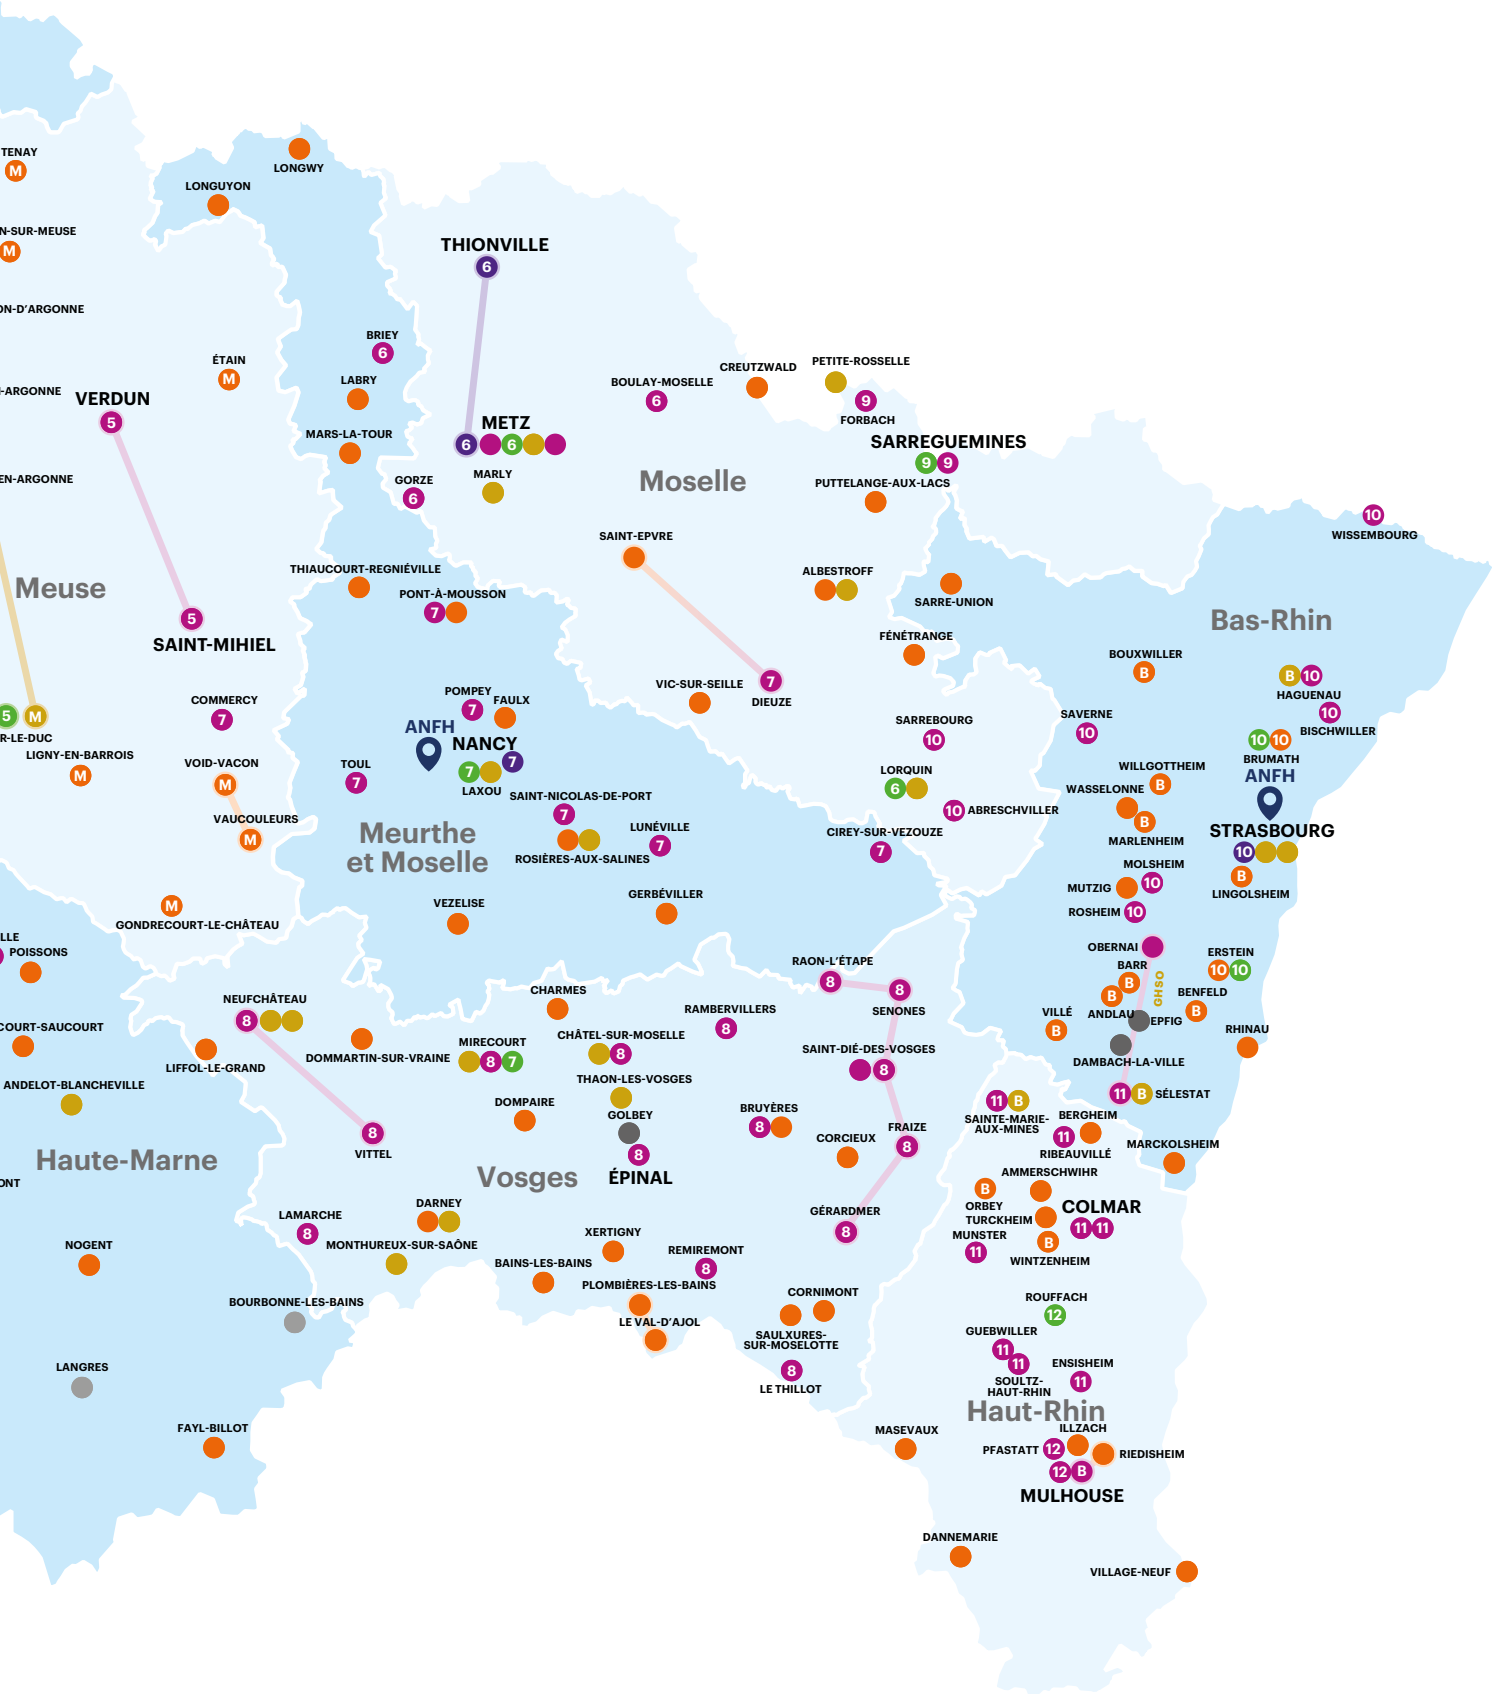 TENAY
M
LONGWY
LONGUYON
N-SUR-MEUSE
M
THIONVILLE
6
ON-D'ARGONNE
BRIEY
6
ÉTAIN
M
PETITE-ROSSELLE
CREUTZWALD
LABRY
BOULAY-MOSELLE
6
-ARGONNE
VERDUN
5
9
FORBACH
METZ
6
6
MARS-LA-TOUR
SARREGUEMINES
9
9
EN-ARGONNE
GORZE
6
MARLY
Moselle
PUTTELANGE-AUX-LACS
10
WISSEMBOURG
SAINT-EPVRE
THIAUCOURT-REGNIÉVILLE
ALBESTROFF
Meuse
PONT-À-MOUSSON
7
SARRE-UNION
5
SAINT-MIHIEL
Bas-Rhin
FÉNÉTRANGE
BOUXWILLER
B
B
10
HAGUENAU
VIC-SUR-SEILLE
7
DIEUZE
POMPEY
7
FAULX
COMMERCY
7
5
M
R-LE-DUC
SARREBOURG
10
SAVERNE
10
10
BISCHWILLER
ANFH
NANCY
7
10
10
BRUMATH
LIGNY-EN-BARROIS
M
VOID-VACON
M
TOUL
7
7
LAXOU
LORQUIN
6
WILLGOTTHEIM
B
ANFH
WASSELONNE
SAINT-NICOLAS-DE-PORT
7
10
ABRESCHVILLER
VAUCOULEURS
M
B
MARLENHEIM
STRASBOURG
10
Meurthe
et Moselle
LUNÉVILLE
7
CIREY-SUR-VEZOUZE
7
ROSIÈRES-AUX-SALINES
MOLSHEIM
10
MUTZIG
B
LINGOLSHEIM
M
GONDRECOURT-LE-CHÂTEAU
VEZELISE
GERBÉVILLER
ROSHEIM
10
LLE
POISSONS
OBERNAI
ERSTEIN
10
10
RAON-L'ÉTAPE
8
8
SENONES
BARR
B
B
ANDLAU
GHSO
BENFELD
B
NEUFCHÂTEAU
8
CHARMES
RAMBERVILLERS
8
VILLÉ
B
EPFIG
COURT-SAUCOURT
RHINAU
LIFFOL-LE-GRAND
DOMMARTIN-SUR-VRAINE
MIRECOURT
8
7
CHÂTEL-SUR-MOSELLE
8
SAINT-DIÉ-DES-VOSGES
8
DAMBACH-LA-VILLE
ANDELOT-BLANCHEVILLE
THAON-LES-VOSGES
11
B
SÉLESTAT
DOMPAIRE
GOLBEY
BRUYÈRES
8
11
B
SAINTE-MARIE-
AUX-MINES
BERGHEIM
11
RIBEAUVILLÉ
FRAIZE
8
CORCIEUX
MARCKOLSHEIM
Haute-Marne
8
VITTEL
8
ÉPINAL
Vosges
AMMERSCHWIHR
ONT
B
ORBEY
DARNEY
LAMARCHE
8
GÉRARDMER
8
COLMAR
11
11
TURCKHEIM
MUNSTER
11
B
WINTZENHEIM
NOGENT
MONTHUREUX-SUR-SAÔNE
XERTIGNY
REMIREMONT
8
BAINS-LES-BAINS
PLOMBIÈRES-LES-BAINS
CORNIMONT
ROUFFACH
12
BOURBONNE-LES-BAINS
LE VAL-D'AJOL
SAULXURES-
SUR-MOSELOTTE
GUEBWILLER
11
11
SOULTZ-
HAUT-RHIN
ENSISHEIM
11
LANGRES
8
LE THILLOT
Haut-Rhin
FAYL-BILLOT
MASEVAUX
ILLZACH
PFASTATT
12
RIEDISHEIM
12
B
MULHOUSE
DANNEMARIE
VILLAGE-NEUF